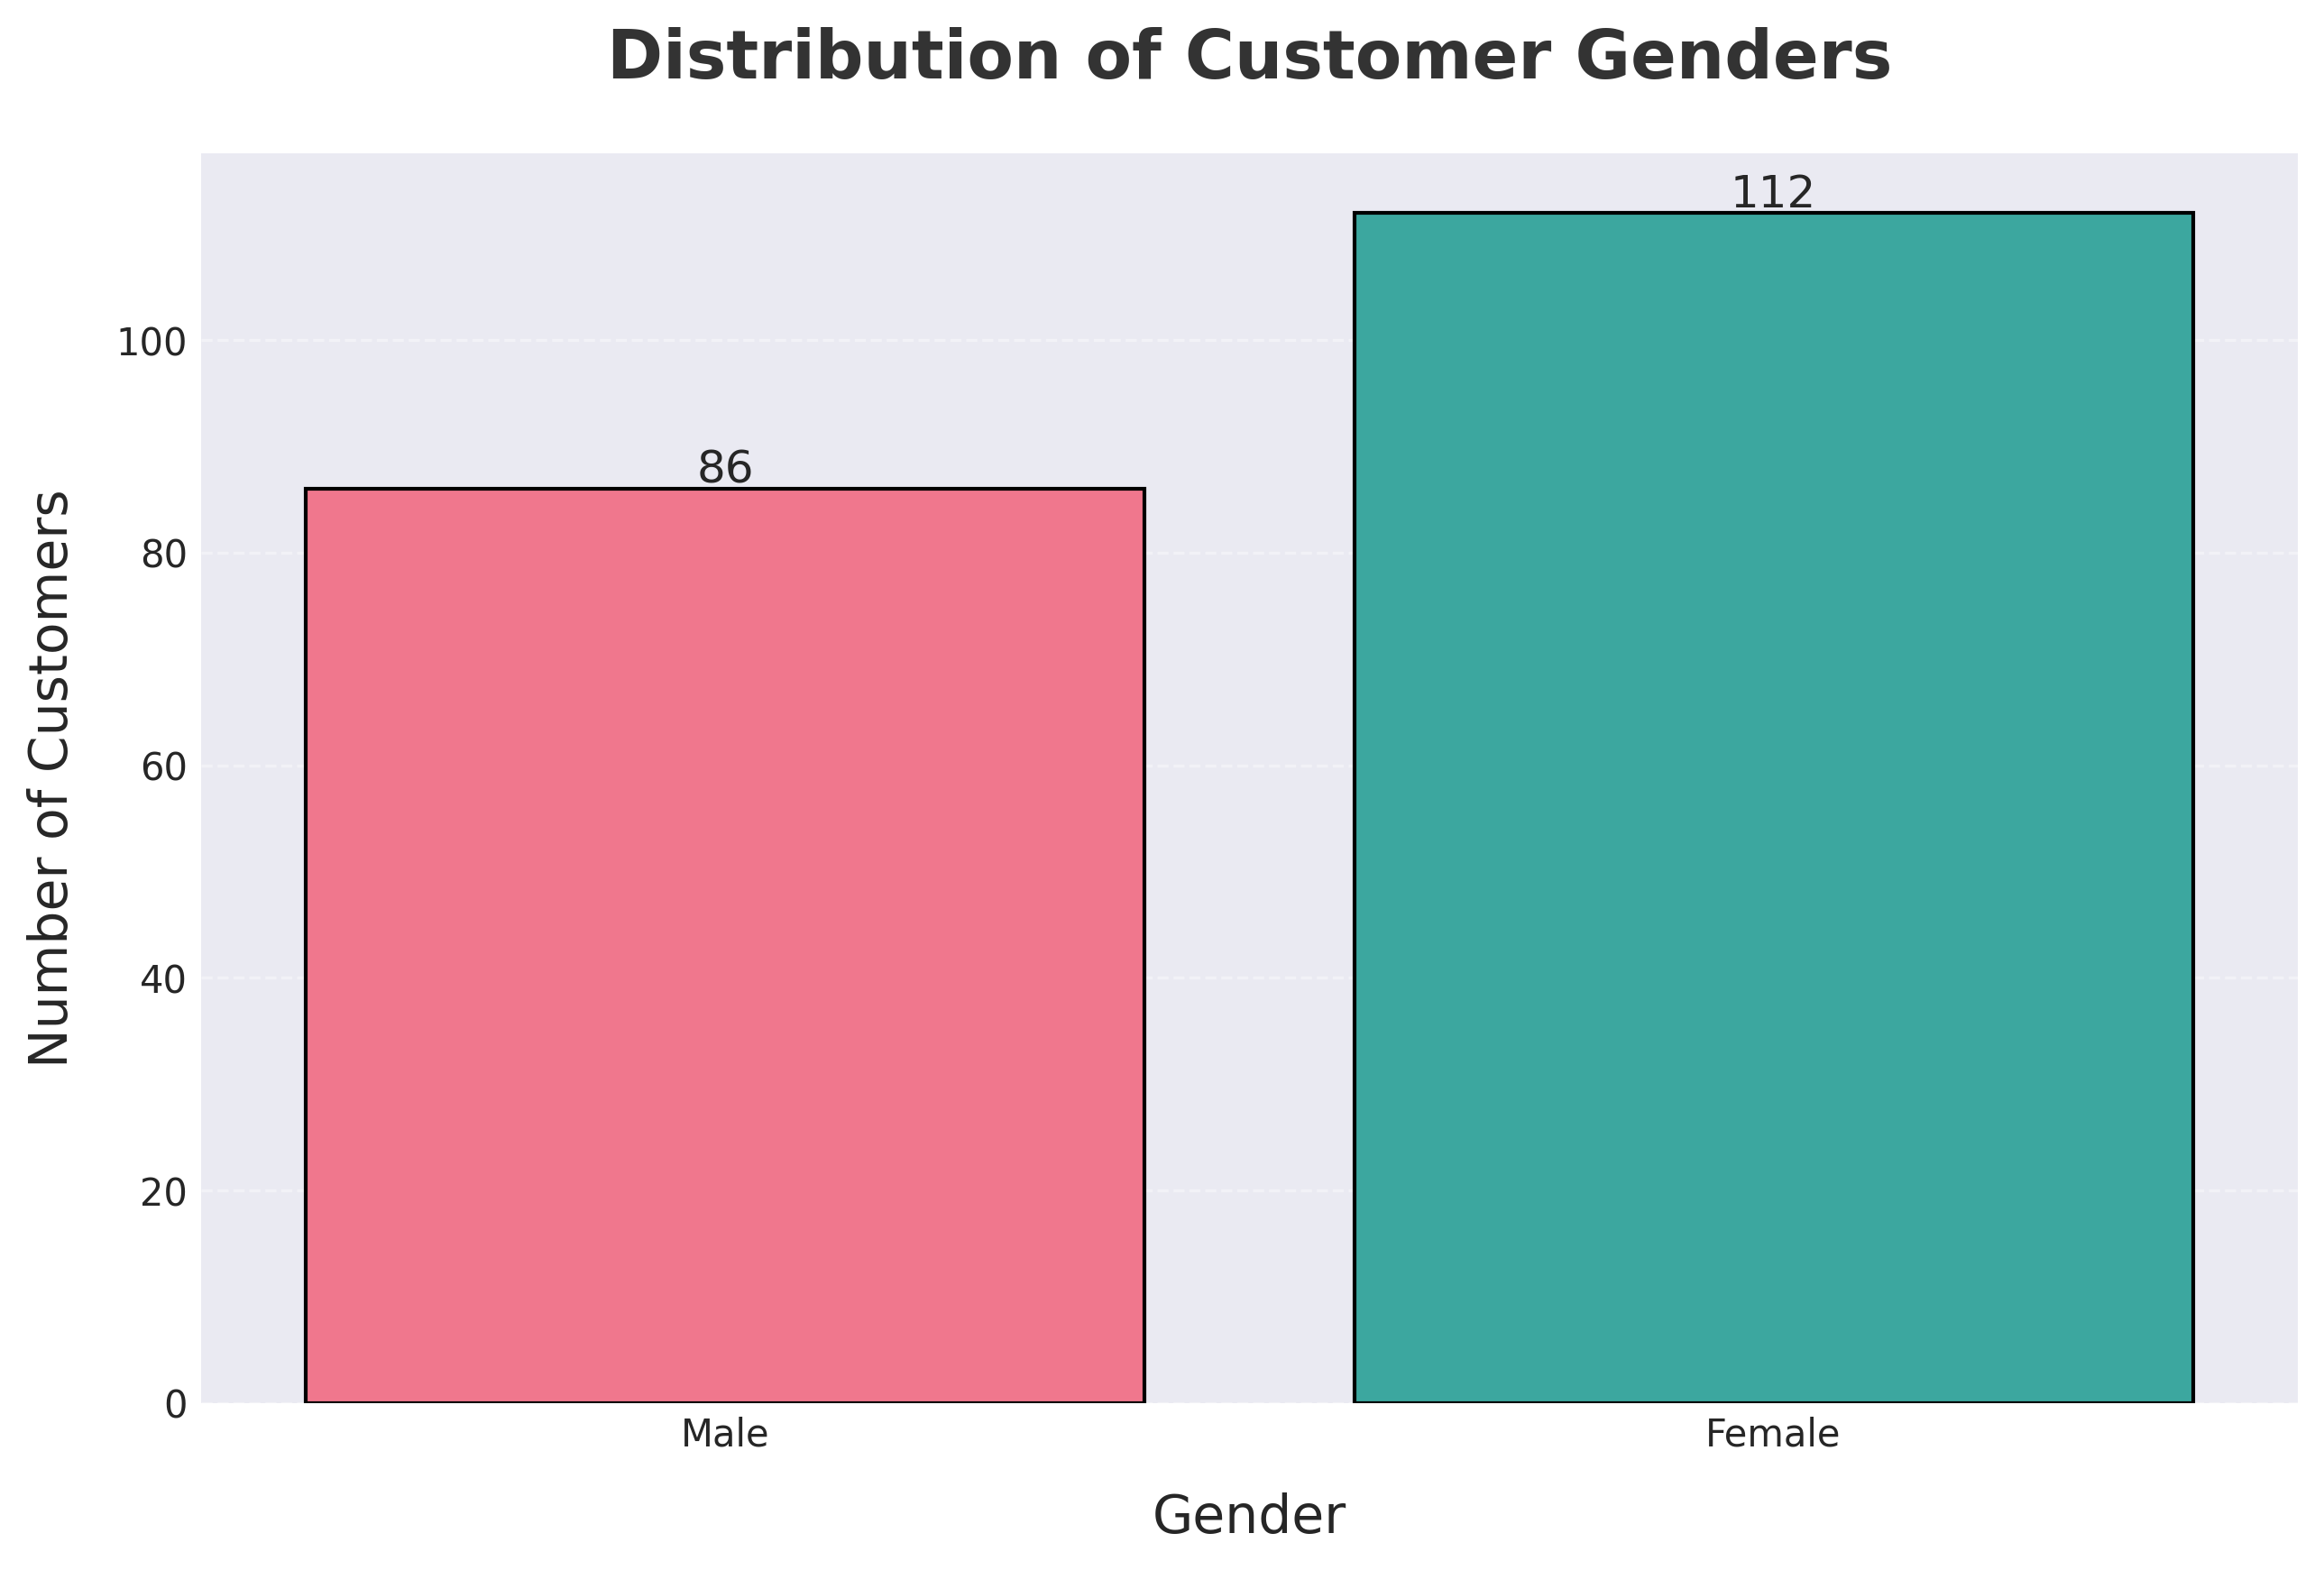 Distribution of Customer Genders
112
100
86
80
60
40
20
0
Number of Customers
Male
Female
Gender